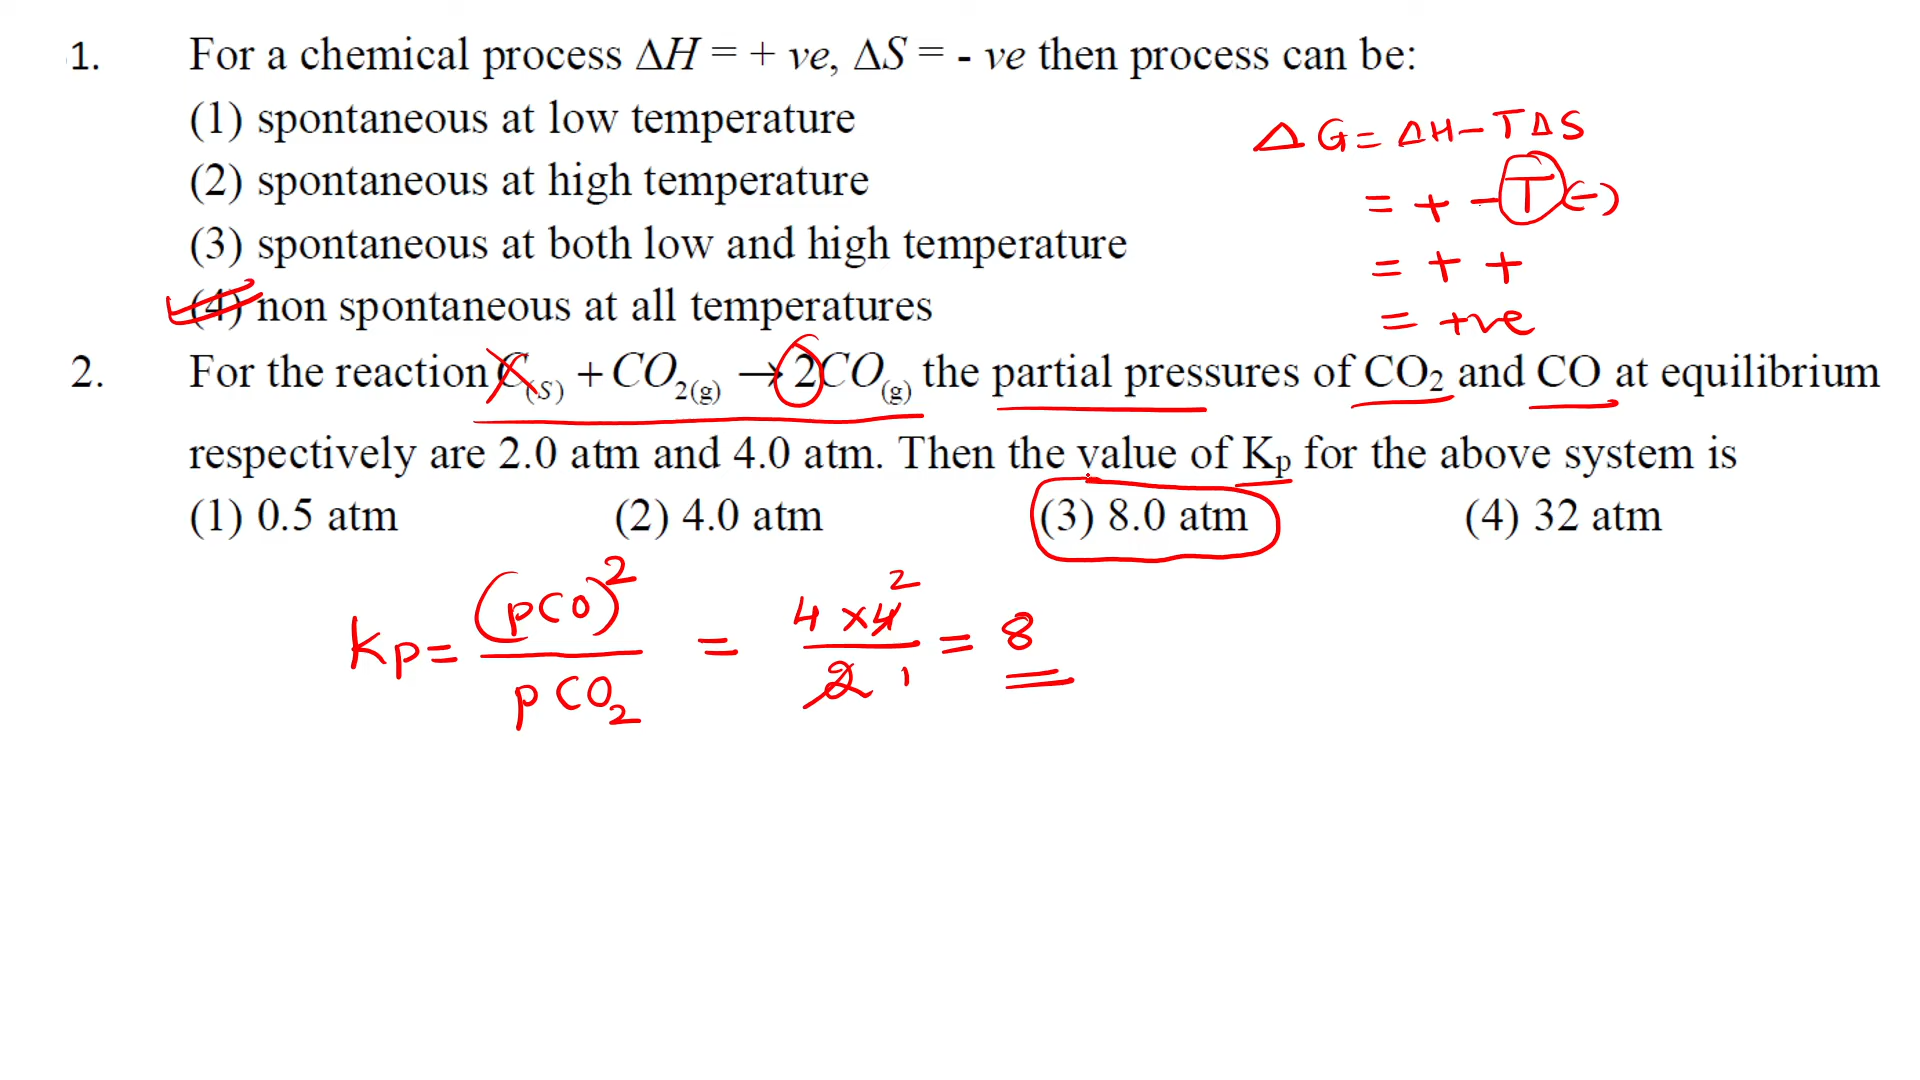 1. For a chemical process ΔH = + ve, ΔS = - ve then process can be:
(1) spontaneous at low temperature
(2) spontaneous at high temperature
(3) spontaneous at both low and high temperature
(4) non spontaneous at all temperatures
ΔG = ΔH - TΔS
= + - T(-)
= + +
= +ve
2. For the reaction C(S) + CO2(g) → 2CO(g) the partial pressures of CO2 and CO at equilibrium
respectively are 2.0 atm and 4.0 atm. Then the value of Kp for the above system is
(1) 0.5 atm (2) 4.0 atm (3) 8.0 atm (4) 32 atm
Kp = (pCO)² / pCO2 = 4 × 4 2 / 2 1 = 8